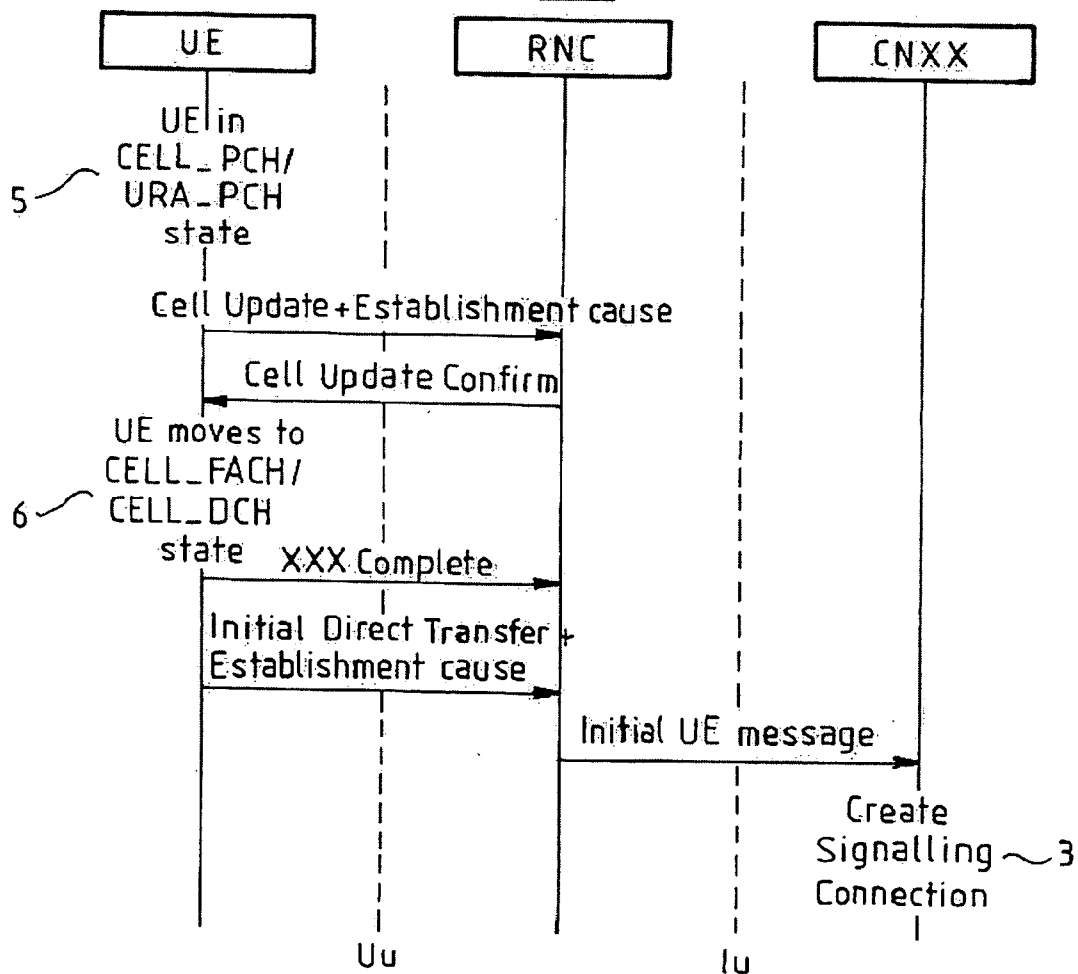 UE
RNC
CNXX
UE in
CELL_PCH/
URA_PCH
state
5
Cell Update+Establishment cause
Cell Update Confirm
UE moves to
CELL_FACH/
CELL_DCH
state
6
XXX Complete
Initial Direct Transfer +
Establishment cause
Initial UE message
Create
Signalling
Connection
3
Uu
Iu